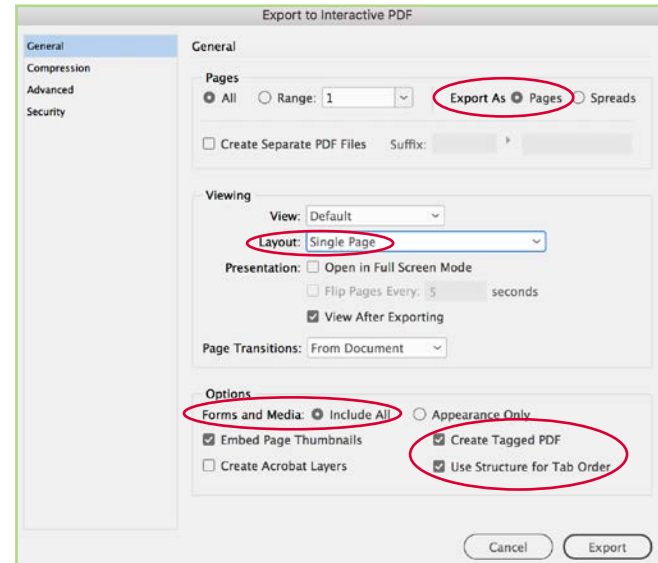 Export to Interactive PDF
General
Compression
Advanced
Security
General
Pages
All Range: 1 Export As Pages Spreads
Create Separate PDF Files Suffix:
Viewing
View: Default
Layout: Single Page
Presentation: Open in Full Screen Mode
Flip Pages Every: 5 seconds
View After Exporting
Page Transitions: From Document
Options
Forms and Media: Include All Appearance Only
Embed Page Thumbnails Create Tagged PDF
Create Acrobat Layers Use Structure for Tab Order
Cancel Export